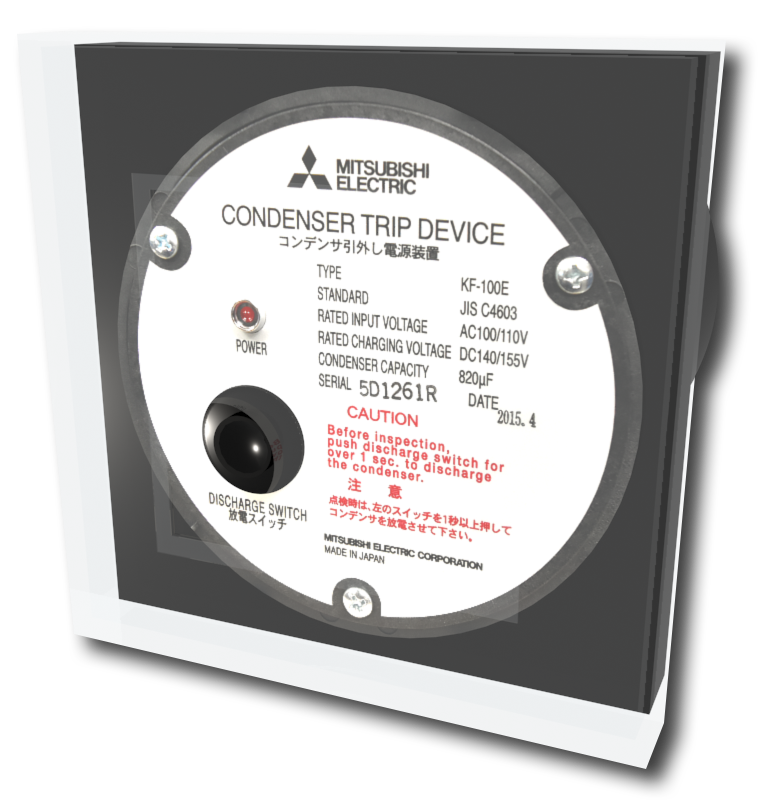 MITSUBISHI
ELECTRIC
CONDENSER TRIP DEVICE
コンデンサ引外し電源装置
TYPE KF-100E
STANDARD JIS C4603
RATED INPUT VOLTAGE AC100/110V
RATED CHARGING VOLTAGE DC140/155V
CONDENSER CAPACITY 820μF
SERIAL 5D1261R DATE 2015.4
POWER
CAUTION
Before inspection,
push discharge switch for
over 1 sec. to discharge
the condenser.
注 意
点検時は、左のスイッチを1秒以上押して
コンデンサを放電させて下さい。
DISCHARGE SWITCH
放電スイッチ
MITSUBISHI ELECTRIC CORPORATION
MADE IN JAPAN